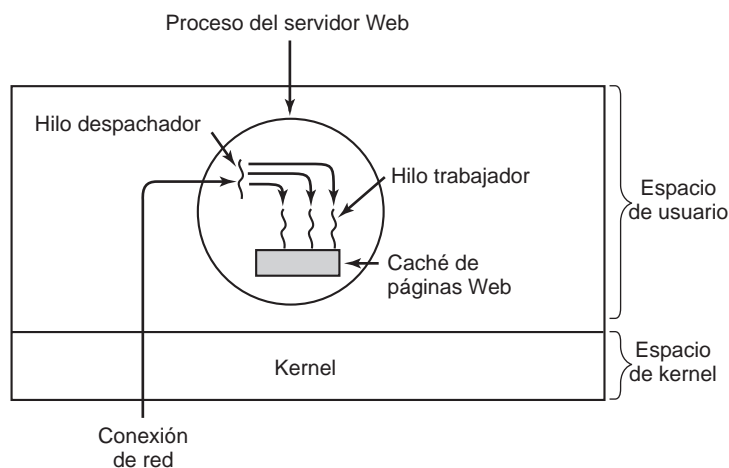 Proceso del servidor Web
Hilo despachador
Hilo trabajador
Espacio
de usuario
Caché de
páginas Web
Kernel
Espacio
de kernel
Conexión
de red